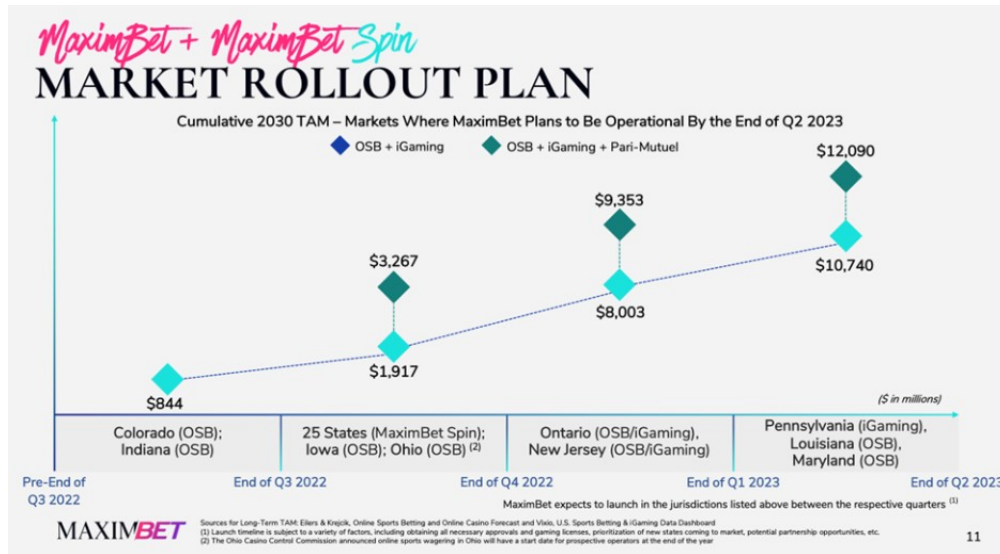 MaximBet + MaximBet Spin
MARKET ROLLOUT PLAN
Cumulative 2030 TAM – Markets Where MaximBet Plans to Be Operational By the End of Q2 2023
OSB + iGaming
OSB + iGaming + Pari-Mutuel
$12,090
$9,353
$3,267
$10,740
$8,003
$1,917
$844
($ in millions)
Colorado (OSB);
Indiana (OSB)
25 States (MaximBet Spin);
Iowa (OSB); Ohio (OSB) (2)
Ontario (OSB/iGaming),
New Jersey (OSB/iGaming)
Pennsylvania (iGaming),
Louisiana (OSB),
Maryland (OSB)
Pre-End of
Q3 2022
End of Q3 2022
End of Q4 2022
End of Q1 2023
End of Q2 2023
MaximBet expects to launch in the jurisdictions listed above between the respective quarters (1)
MAXIMBET
Sources for Long-Term TAM: Eilers & Krejcik, Online Sports Betting and Online Casino Forecast and Vixio, U.S. Sports Betting & iGaming Data Dashboard
(1) Launch timeline is subject to a variety of factors, including obtaining all necessary approvals and gaming licenses, prioritization of new states coming to market, potential partnership opportunities, etc.
(2) The Ohio Casino Control Commission announced online sports wagering in Ohio will have a start date for prospective operators at the end of the year
11